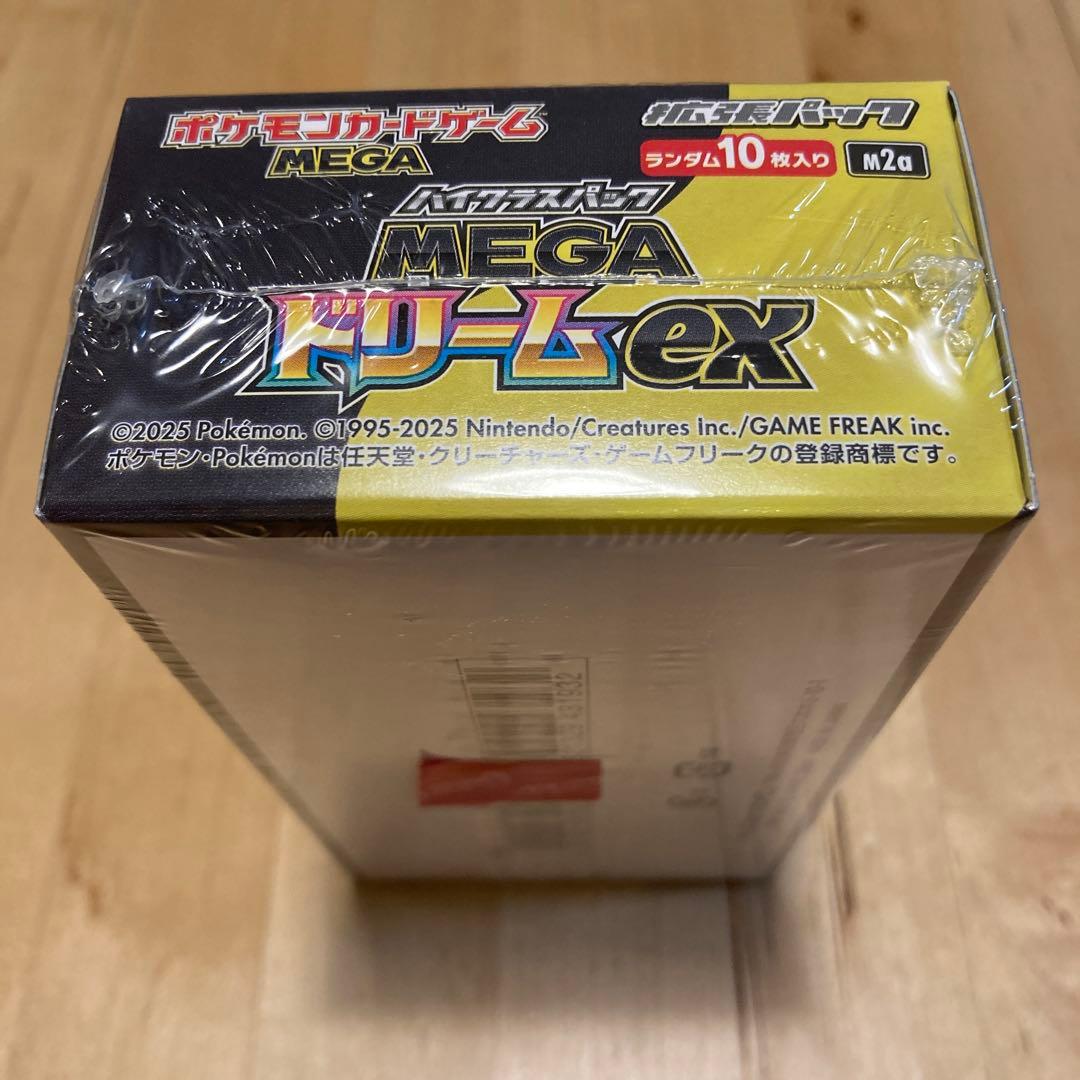 ポケモンカードゲーム™
MEGA
拡張パック
ランダム10枚入り
M2a
ハイクラスパック
MEGA
ドリームex
©2025 Pokémon. ©1995-2025 Nintendo/Creatures Inc./GAME FREAK inc.
ポケモン・Pokémonは任天堂・クリーチャーズ・ゲームフリークの登録商標です。
431932